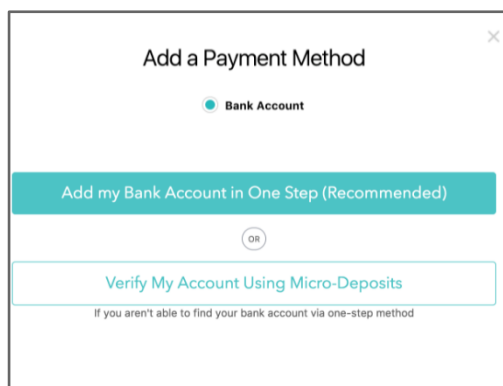 Add a Payment Method
Bank Account
Add my Bank Account in One Step (Recommended)
OR
Verify My Account Using Micro-Deposits
If you aren't able to find your bank account via one-step method